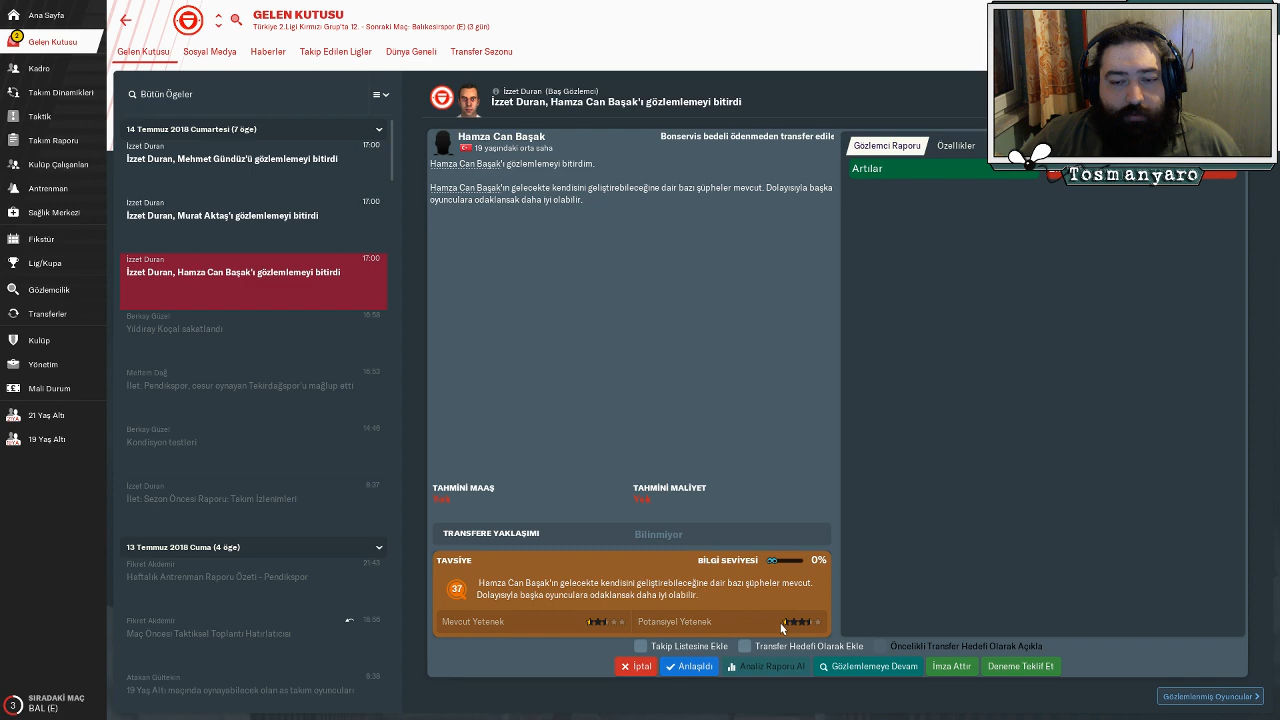 Ana Sayfa
2
Gelen Kutusu
Kadro
Takım Dinamikleri
Taktik
Takım Raporu
Kulüp Çalışanları
Antrenman
Sağlık Merkezi
Fikstür
Lig/Kupa
Gözlemcilik
Transferler
Kulüp
Yönetim
Mali Durum
21 Yaş Altı
19 Yaş Altı
3
SIRADAKİ MAÇ
BAL (E)
GELEN KUTUSU
Türkiye 2.Ligi Kırmızı Grup'ta 12. - Sonraki Maç: Balıkesirspor (E) (3 gün)
Gelen Kutusu
Sosyal Medya
Haberler
Takip Edilen Ligler
Dünya Geneli
Transfer Sezonu
Bütün Ögeler
14 Temmuz 2018 Cumartesi (7 öge)
İzzet Duran 17:00
İzzet Duran, Mehmet Gündüz'ü gözlemlemeyi bitirdi
İzzet Duran 17:00
İzzet Duran, Murat Aktaş'ı gözlemlemeyi bitirdi
İzzet Duran 17:00
İzzet Duran, Hamza Can Başak'ı gözlemlemeyi bitirdi
Berkay Güzel 16:58
Yıldıray Koçal sakatlandı
Meltem Dağ 16:53
İlet: Pendikspor, cesur oynayan Tekirdağspor'u mağlup etti
Berkay Güzel 14:46
Kondisyon testleri
İzzet Duran 8:37
İlet: Sezon Öncesi Raporu: Takım İzlenimleri
13 Temmuz 2018 Cuma (4 öge)
Fikret Akdemir 21:43
Haftalık Antrenman Raporu Özeti - Pendikspor
Fikret Akdemir 18:56
Maç Öncesi Taktiksel Toplantı Hatırlatıcısı
Atakan Gültekin 8:39
19 Yaş Altı maçında oynayabilecek olan as takım oyuncuları
İzzet Duran (Baş Gözlemci)
İzzet Duran, Hamza Can Başak'ı gözlemlemeyi bitirdi
Hamza Can Başak
Bonservis bedeli ödenmeden transfer edile
19 yaşındaki orta saha
Hamza Can Başak'ı gözlemlemeyi bitirdim.
Hamza Can Başak'ın gelecekte kendisini geliştirebileceğine dair bazı şüpheler mevcut. Dolayısıyla başka
oyunculara odaklansak daha iyi olabilir.
TAHMİNİ MAAŞ
TAHMİNİ MALİYET
Yok
Yok
TRANSFERE YAKLAŞIMI
Bilinmiyor
TAVSİYE
BİLGİ SEVİYESİ
0%
37
Hamza Can Başak'ın gelecekte kendisini geliştirebileceğine dair bazı şüpheler mevcut.
Dolayısıyla başka oyunculara odaklansak daha iyi olabilir.
Mevcut Yetenek
Potansiyel Yetenek
Gözlemci Raporu
Özellikler
Artılar
Takip Listesine Ekle
Transfer Hedefi Olarak Ekle
Öncelikli Transfer Hedefi Olarak Açıkla
İptal
Anlaşıldı
Analiz Raporu Al
Gözlemlemeye Devam
İmza Attır
Deneme Teklif Et
Gözlemlenmiş Oyuncular
Tosmanyaro